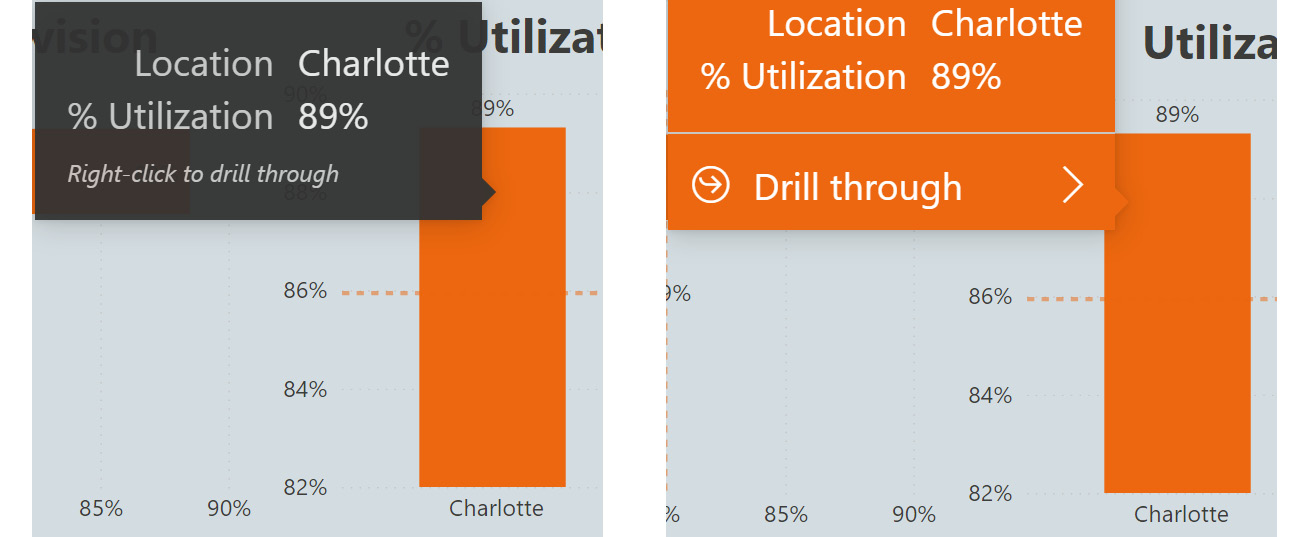 vision
% Utilizat
Location Charlotte
% Utilization 89%
Right-click to drill through
90%
89%
88%
86%
84%
82%
85% 90% Charlotte
Location Charlotte
% Utilization 89%
Drill through
Utiliza
89%
9%
86%
84%
82%
% 85% 90% Charlotte